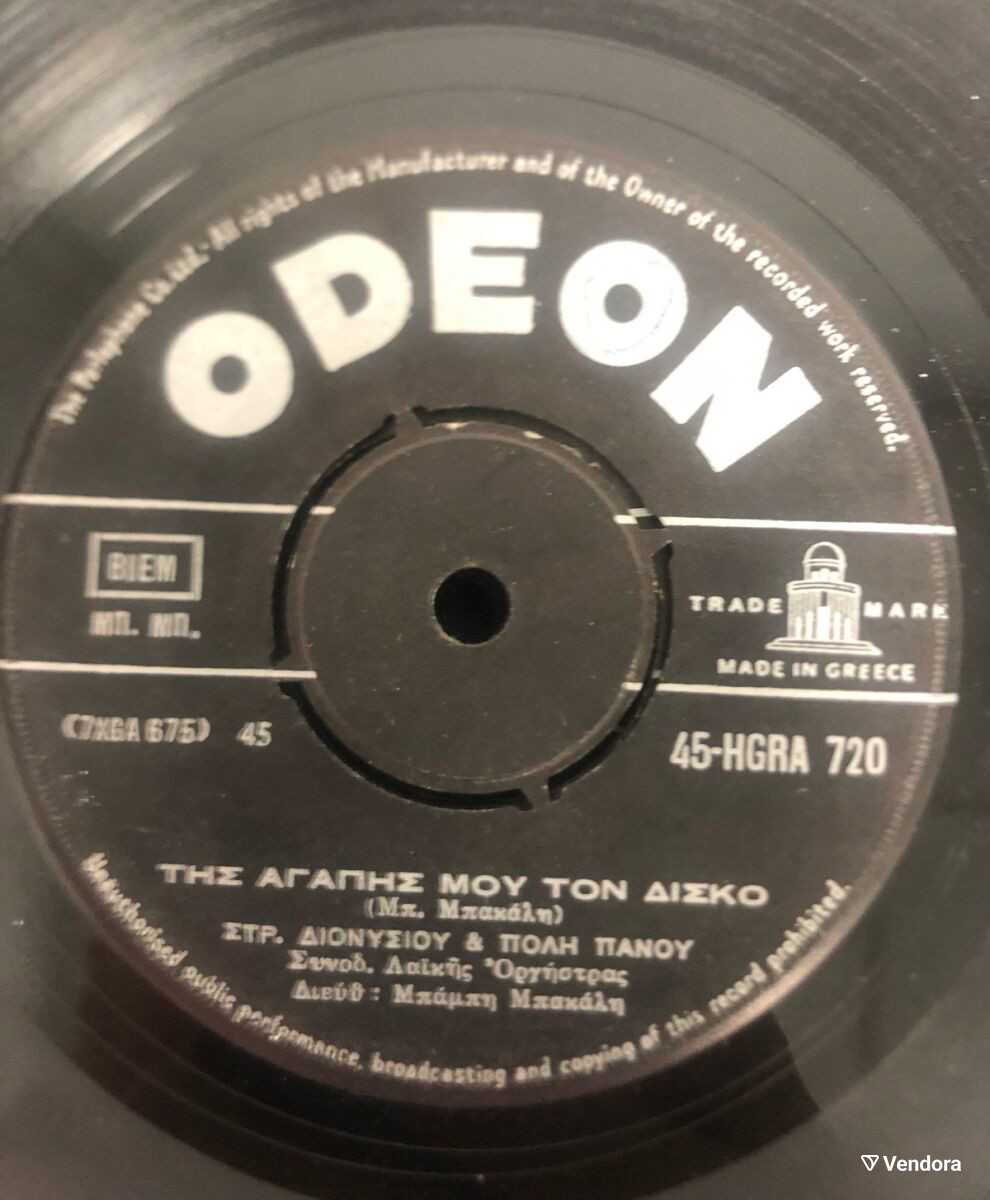 The Parlophone Co. Ltd. · All rights of the Manufacturer and of the Owner of the recorded work reserved.
ODEON
BIEM
ΜΠ. ΜΠ.
TRADE MARK
MADE IN GREECE
(7XGA 675) 45
45-HGRA 720
ΤΗΣ ΑΓΑΠΗΣ ΜΟΥ ΤΟΝ ΔΙΣΚΟ
(Μπ. Μπακάλη)
ΣΤΡ. ΔΙΟΝΥΣΙΟΥ & ΠΟΛΗ ΠΑΝΟΥ
Συνοδ. Λαϊκῆς Ὀρχήστρας
Διεύθ: Μπάμπη Μπακάλη
Unauthorised public performance, broadcasting and copying of this record prohibited.
Vendora